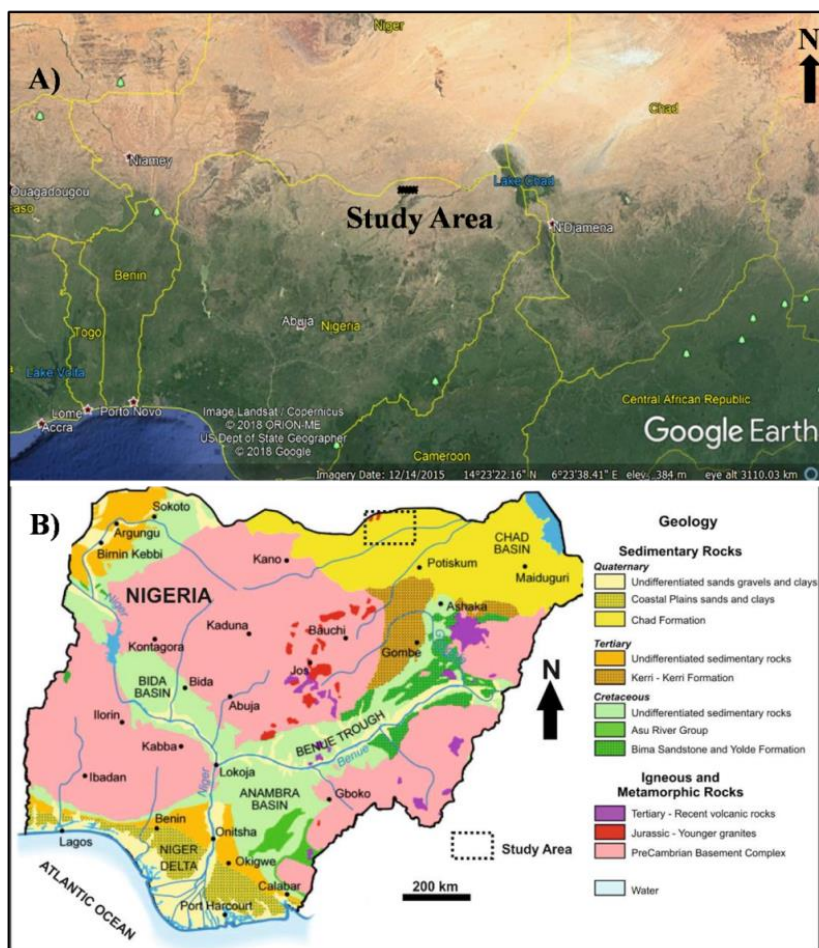 Niger
N
A)
Chad
Niamey
Lake Chad
Ouagadougou
Study Area
N'Djamena
Benin
Abuja
Nigeria
Togo
Lake Volta
Central African Republic
Lome
Porto Novo
Accra
Image Landsat / Copernicus
© 2018 ORION-ME
US Dept of State Geographer
© 2018 Google
Google Earth
Cameroon
Imagery Date: 12/14/2015 14°23'22.16" N 6°23'38.41" E elev 384 m eye alt 3110.03 km
B)
Sokoto
Argungu
Birnin Kebbi
Kano
CHAD
BASIN
Potiskum
Maiduguri
NIGERIA
Niger
Ashaka
Kaduna
Bauchi
Kontagora
Gombe
Jos
BIDA
BASIN
Bida
Abuja
N
Ilorin
BENUE TROUGH
Kabba
Benue
Lokoja
Ibadan
Niger
ANAMBRA
BASIN
Gboko
Benin
Onitsha
Lagos
NIGER
DELTA
Okigwe
Study Area
Calabar
Port Harcourt
200 km
ATLANTIC OCEAN
Geology
Sedimentary Rocks
Quaternary
Undifferentiated sands gravels and clays
Coastal Plains sands and clays
Chad Formation
Tertiary
Undifferentiated sedimentary rocks
Kerri - Kerri Formation
Cretaceous
Undifferentiated sedimentary rocks
Asu River Group
Bima Sandstone and Yolde Formation
Igneous and
Metamorphic Rocks
Tertiary - Recent volcanic rocks
Jurassic - Younger granites
PreCambrian Basement Complex
Water